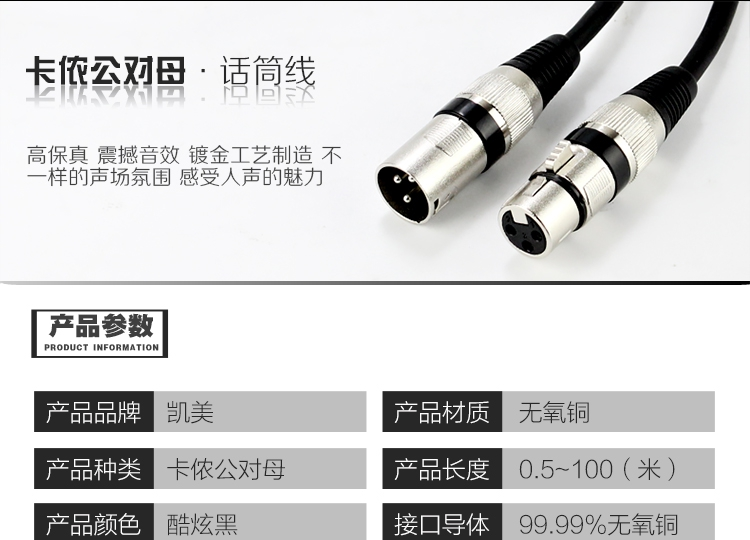 卡侬公对母·话筒线
高保真 震撼音效 镀金工艺制造 不
一样的声场氛围 感受人声的魅力
产品参数
PRODUCT INFORMATION
产品品牌 凯美 产品材质 无氧铜
产品种类 卡侬公对母 产品长度 0.5~100（米）
产品颜色 酷炫黑 接口导体 99.99%无氧铜